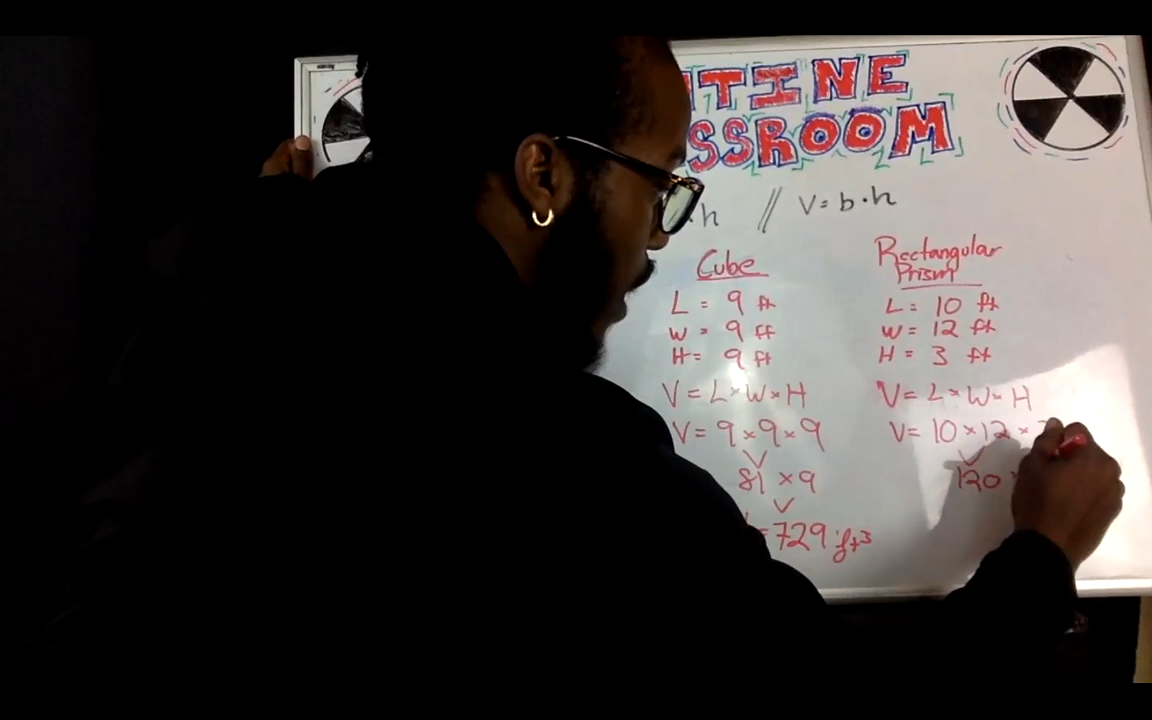 TINE
SSROOM
.h // V= b.h
Cube
L = 9 ft
W = 9 ft
H= 9 ft
V= L×W×H
V= 9×9×9
81 ×9
=729 ft³
Rectangular
Prism
L= 10 ft
W= 12 ft
H = 3 ft
V= L×W×H
V= 10×12×
120